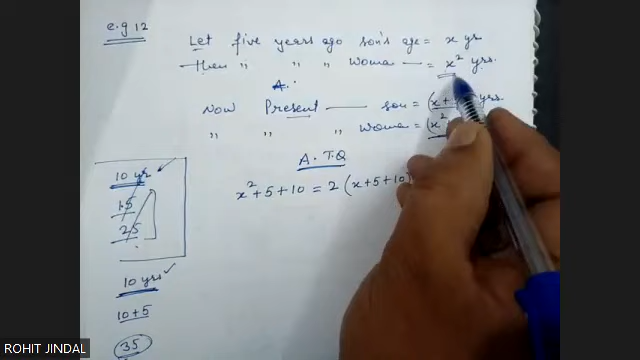 e.g 12
Let five years ago son's age = x yr
Then " " " woma — = x² yrs.
A.
Now Present — son = (x+ yrs.
" " " woman = (x²
A.T.Q
x² + 5 + 10 = 2 (x+5+10)
10 yr
15
25
10 yrs ✓
10 + 5
35
ROHIT JINDAL